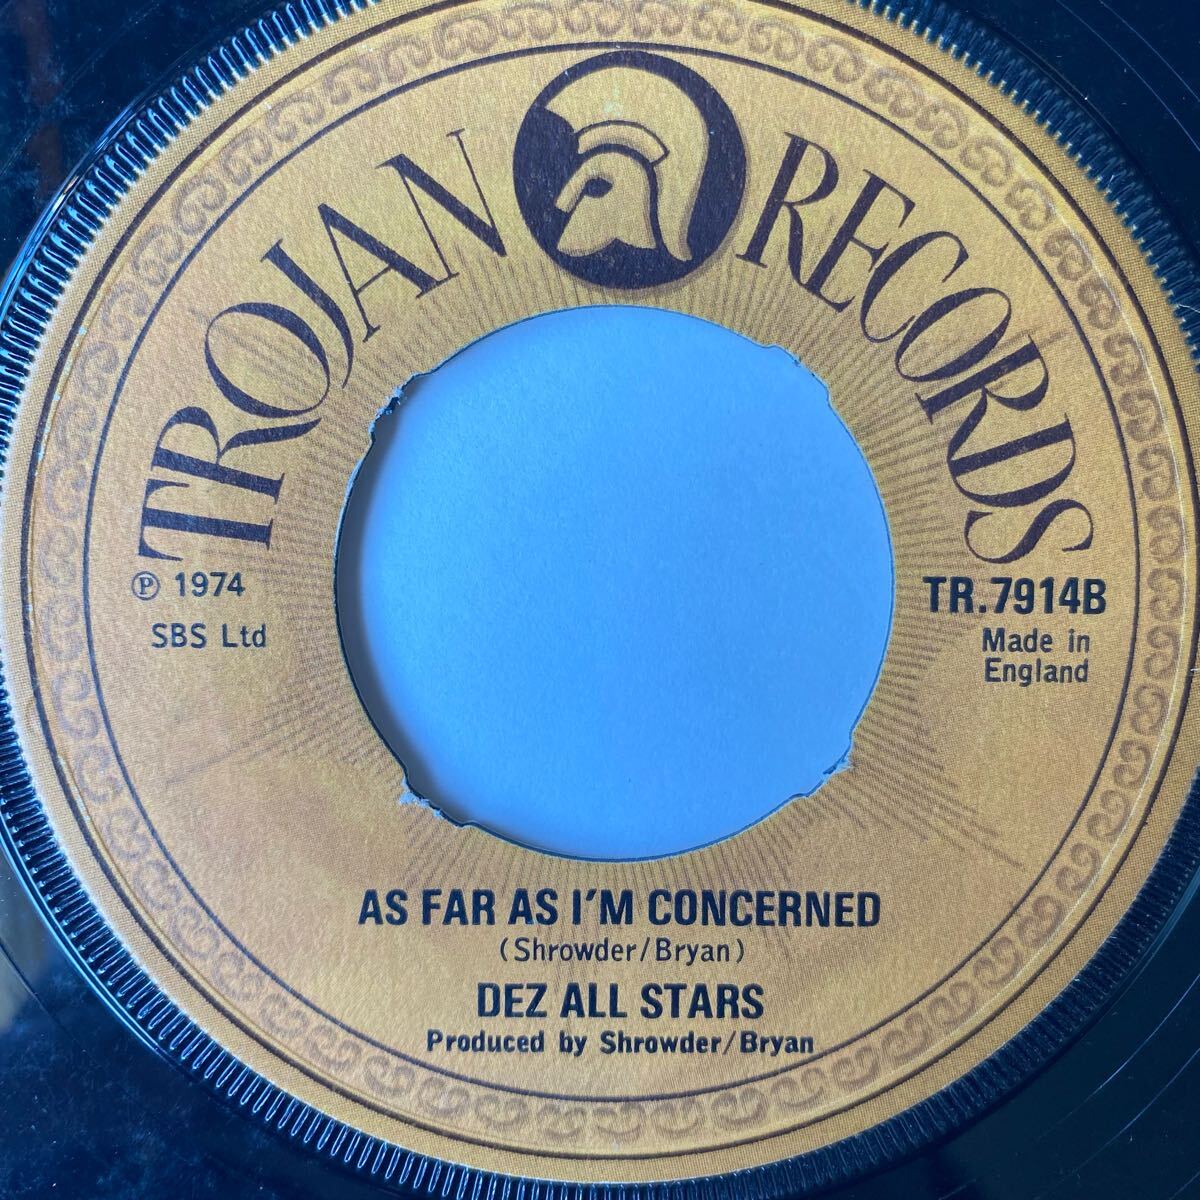 TROJAN RECORDS
℗ 1974
SBS Ltd
TR.7914B
Made in
England
AS FAR AS I'M CONCERNED
(Shrowder/Bryan)
DEZ ALL STARS
Produced by Shrowder/Bryan